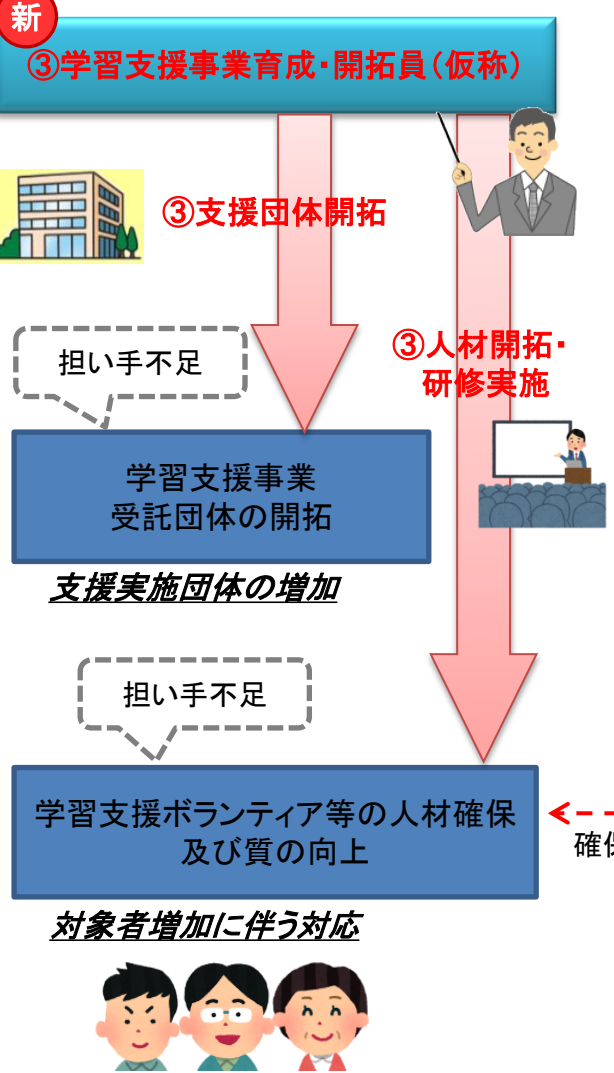 新
③学習支援事業育成・開拓員（仮称）
③支援団体開拓
③人材開拓・
研修実施
担い手不足
学習支援事業
受託団体の開拓
支援実施団体の増加
担い手不足
学習支援ボランティア等の人材確保
及び質の向上
確保
対象者増加に伴う対応